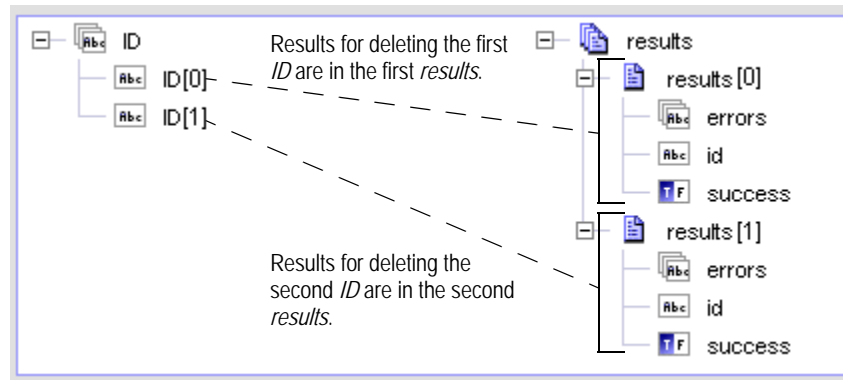 ID
ID[0]
ID[1]
Results for deleting the first
ID are in the first results.
results
results[0]
errors
id
success
results[1]
errors
id
success
Results for deleting the
second ID are in the second
results.